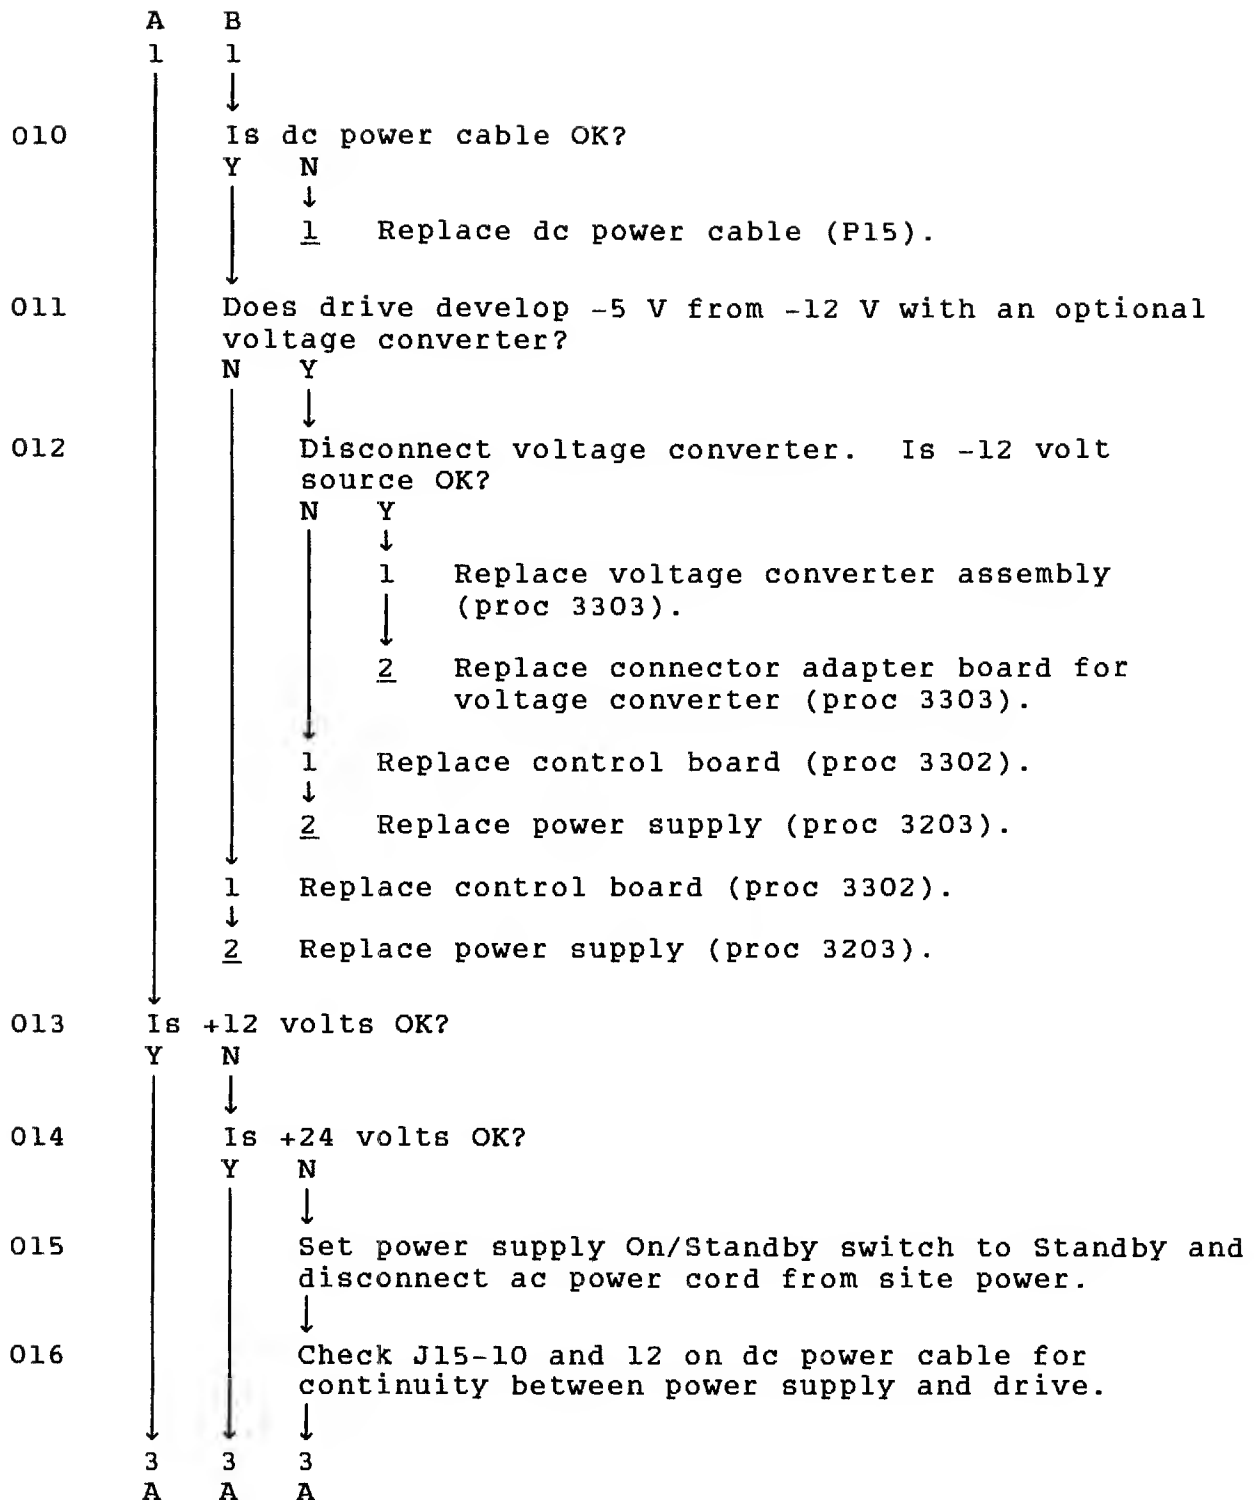 A B
1 1
010 Is dc power cable OK?
Y N
1 Replace dc power cable (P15).
011 Does drive develop -5 V from -12 V with an optional
voltage converter?
N Y
012 Disconnect voltage converter. Is -12 volt
source OK?
N Y
1 Replace voltage converter assembly
(proc 3303).
2 Replace connector adapter board for
voltage converter (proc 3303).
1 Replace control board (proc 3302).
2 Replace power supply (proc 3203).
1 Replace control board (proc 3302).
2 Replace power supply (proc 3203).
013 Is +12 volts OK?
Y N
014 Is +24 volts OK?
Y N
015 Set power supply On/Standby switch to Standby and
disconnect ac power cord from site power.
016 Check J15-10 and 12 on dc power cable for
continuity between power supply and drive.
3 3 3
A A A